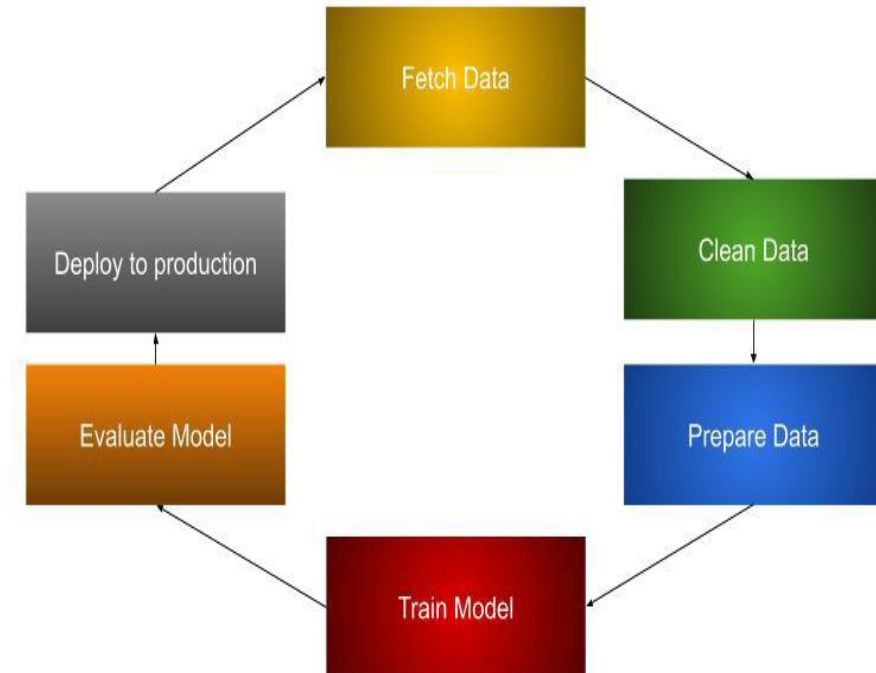 Fetch Data
Clean Data
Prepare Data
Train Model
Evaluate Model
Deploy to production